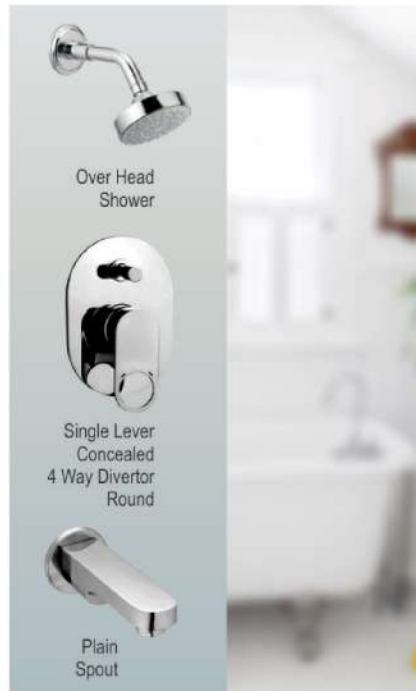 Over Head
Shower
Single Lever
Concealed
4 Way Divertor
Round
Plain
Spout